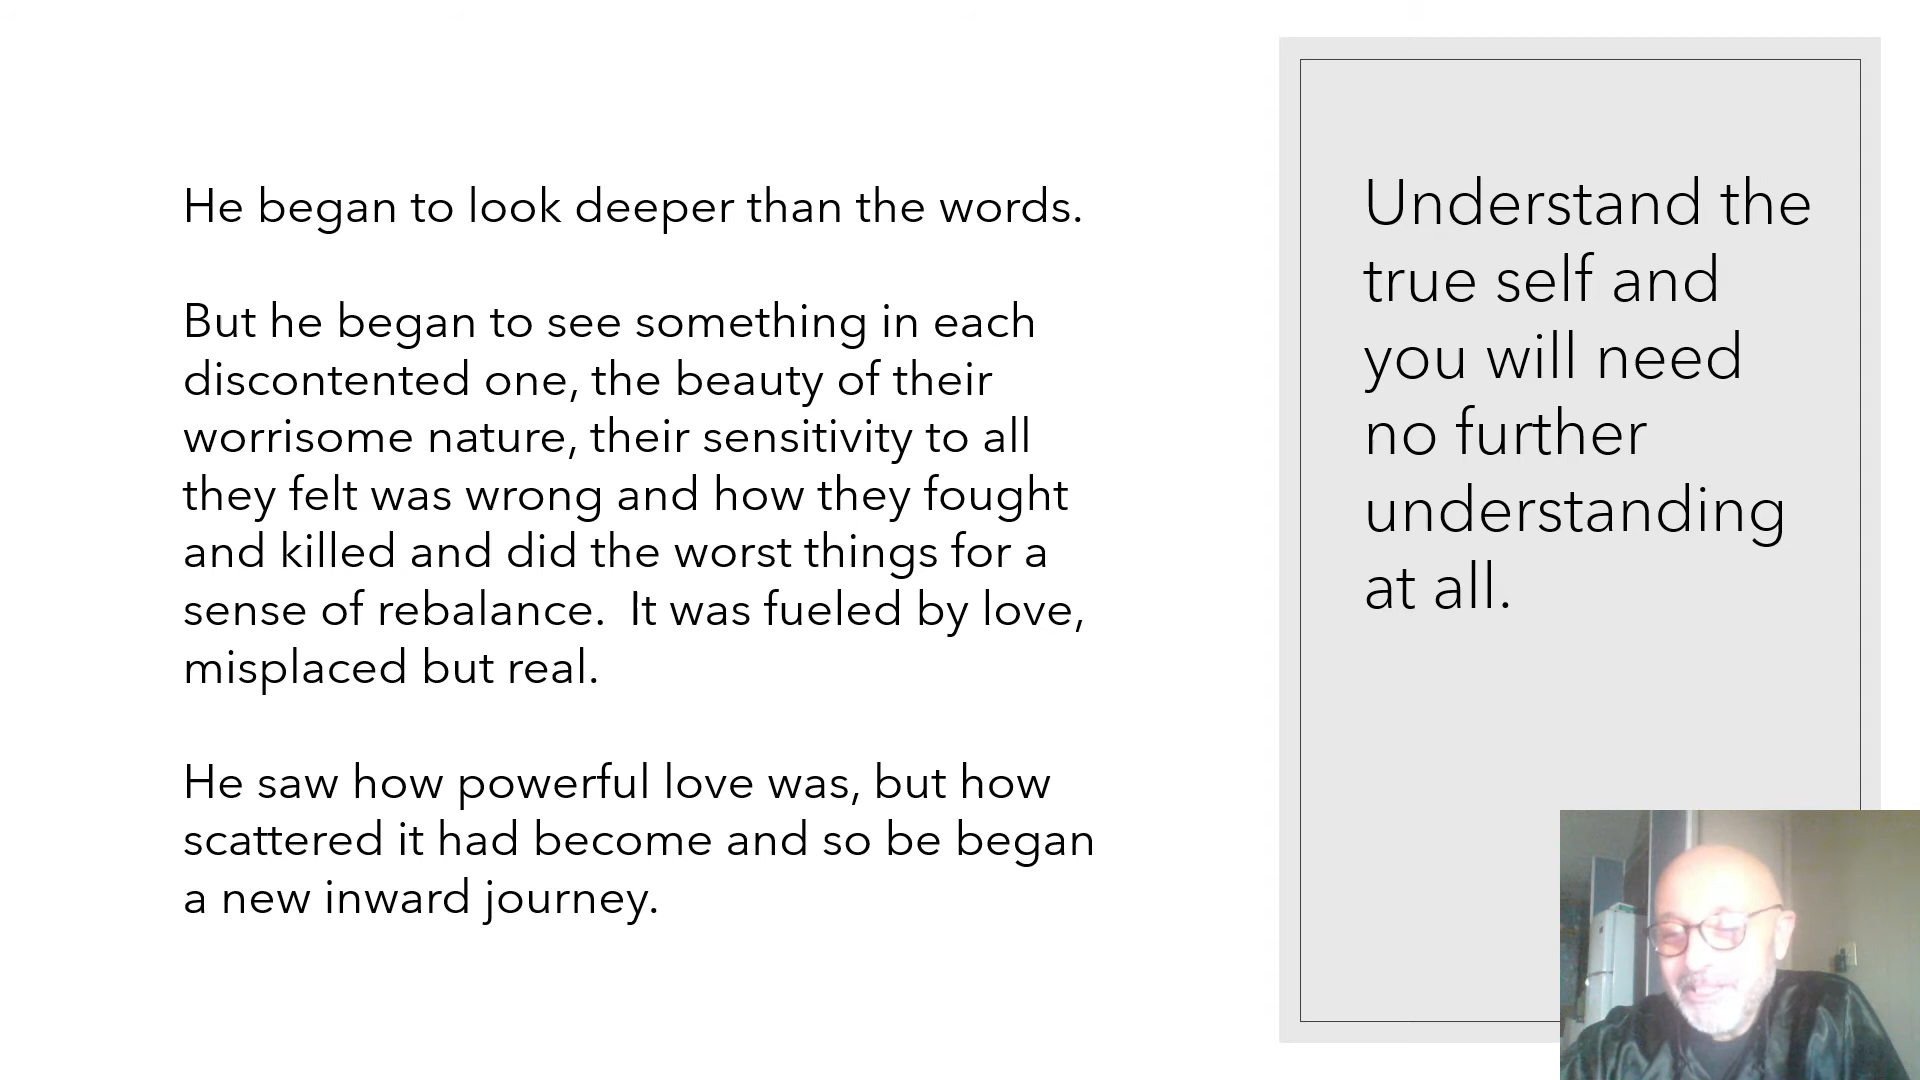 He began to look deeper than the words.
But he began to see something in each
discontented one, the beauty of their
worrisome nature, their sensitivity to all
they felt was wrong and how they fought
and killed and did the worst things for a
sense of rebalance.  It was fueled by love,
misplaced but real.
He saw how powerful love was, but how
scattered it had become and so be began
a new inward journey.
Understand the
true self and
you will need
no further
understanding
at all.